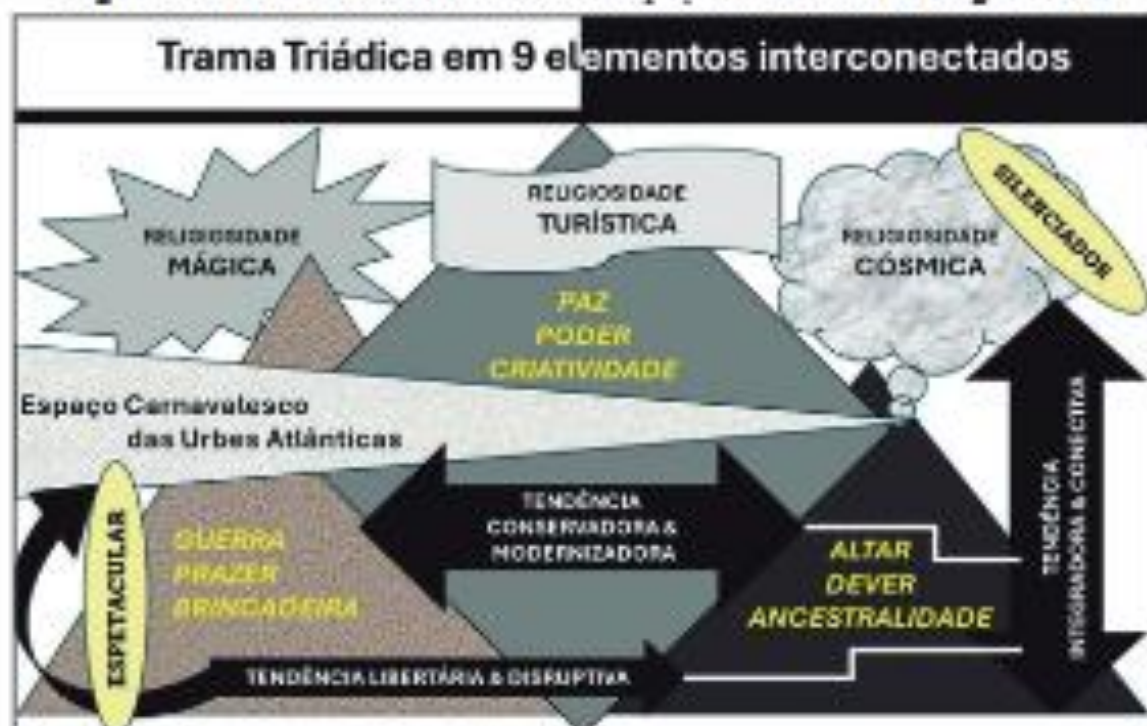 Trama Triádica em 9 elementos interconectados
RELIGIOSIDADE
MÁGICA
RELIGIOSIDADE
TURÍSTICA
RELIGIOSIDADE
CÓSMICA
SILENCIADOR
PAZ
PODER
CRIATIVIDADE
Espaço Carnavalesco
das Urbes Atlânticas
ESPETACULAR
GUERRA
PRAZER
BRINCADEIRA
TENDÊNCIA
CONSERVADORA &
MODERNIZADORA
ALTAR
DEVER
ANCESTRALIDADE
TENDÊNCIA
INTEGRADORA & CONECTIVA
TENDÊNCIA LIBERTÁRIA & DISRUPTIVA